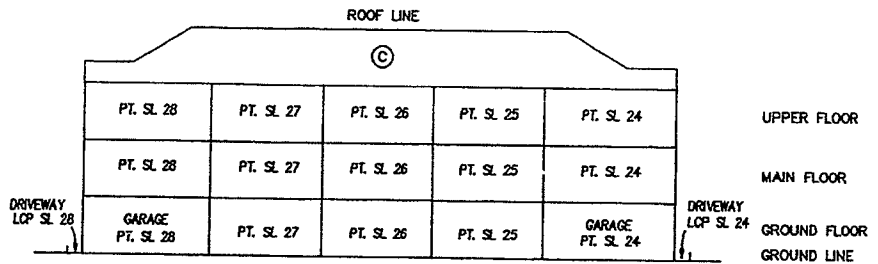 ROOF LINE
C
PT. SL 28 PT. SL 27 PT. SL 26 PT. SL 25 PT. SL 24 UPPER FLOOR
PT. SL 28 PT. SL 27 PT. SL 26 PT. SL 25 PT. SL 24 MAIN FLOOR
DRIVEWAY
LCP SL 28
GARAGE
PT. SL 28
PT. SL 27 PT. SL 26 PT. SL 25
GARAGE
PT. SL 24
DRIVEWAY
LCP SL 24
GROUND FLOOR
GROUND LINE